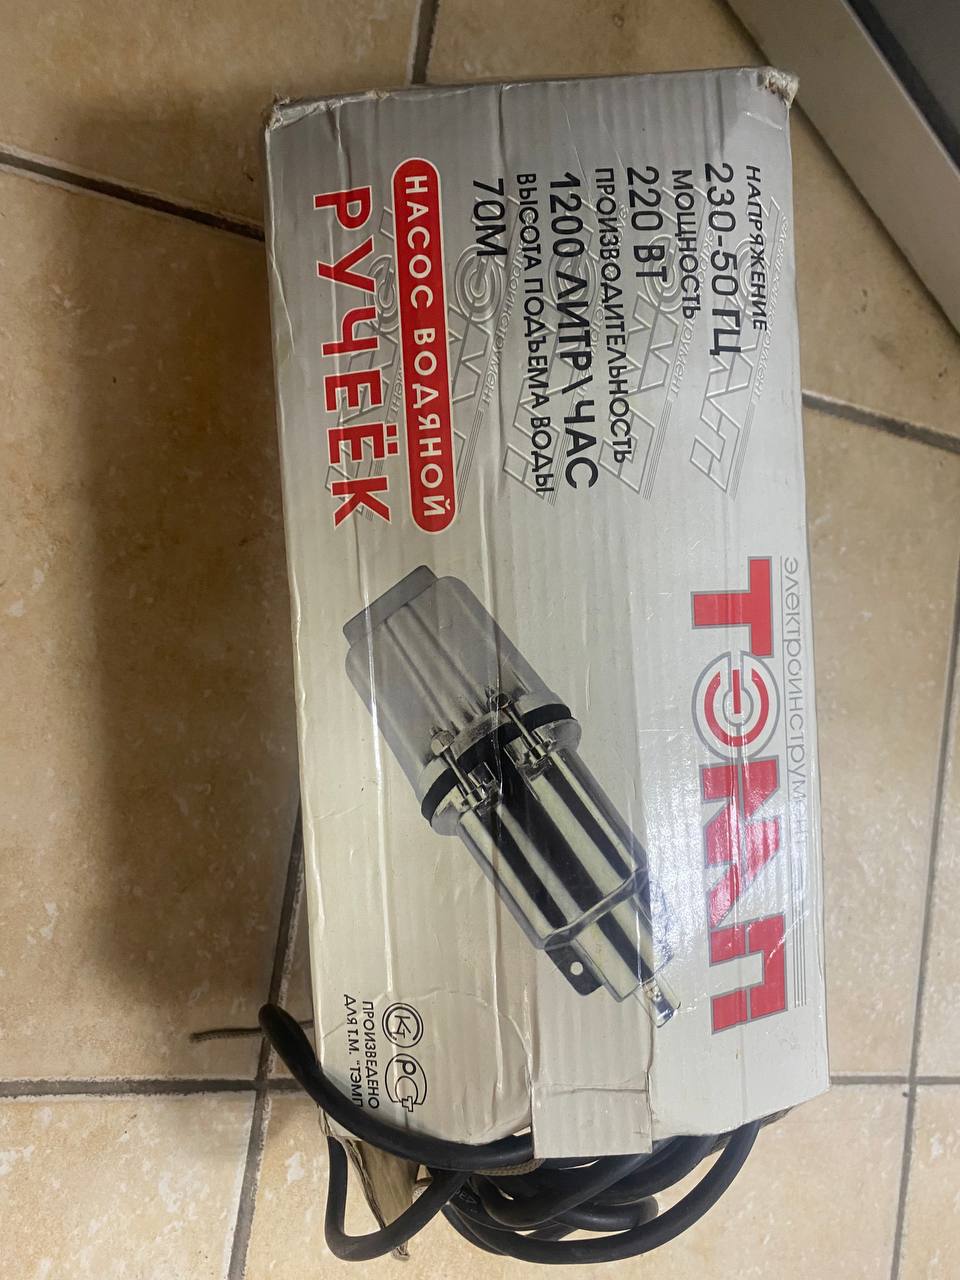 электроинструмент
ТЭМП
НАПРЯЖЕНИЕ
230-50 ГЦ
МОЩНОСТЬ
220 ВТ
ПРОИЗВОДИТЕЛЬНОСТЬ
1200 ЛИТР\ЧАС
ВЫСОТА ПОДЪЕМА ВОДЫ
70М
НАСОС ВОДЯНОЙ
РУЧЕЁК
ПРОИЗВЕДЕНО
ДЛЯ Т.М. "ТЭМП